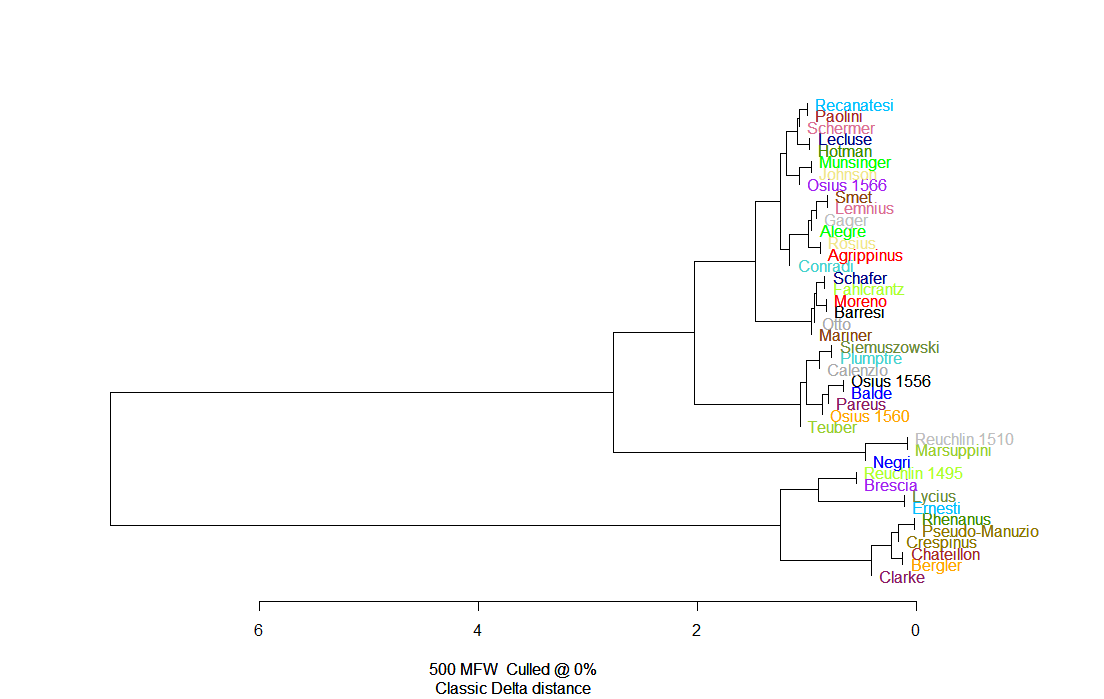 Recanatesi
Paolini
Schermer
Lecluse
Hotman
Munsinger
Johnson
Osius 1566
Smet
Lemnius
Gager
Alegre
Rosius
Agrippinus
Conradi
Schafer
Fahlcrantz
Moreno
Barresi
Otto
Mariner
Siemuszowski
Plumptre
Calenzio
Osius 1556
Balde
Pareus
Osius 1560
Teuber
Reuchlin 1510
Marsuppini
Negri
Reuchlin 1495
Brescia
Lycius
Ernesti
Rhenanus
Pseudo-Manuzio
Crespinus
Chateillon
Bergler
Clarke
6 4 2 0
500 MFW Culled @ 0%
Classic Delta distance